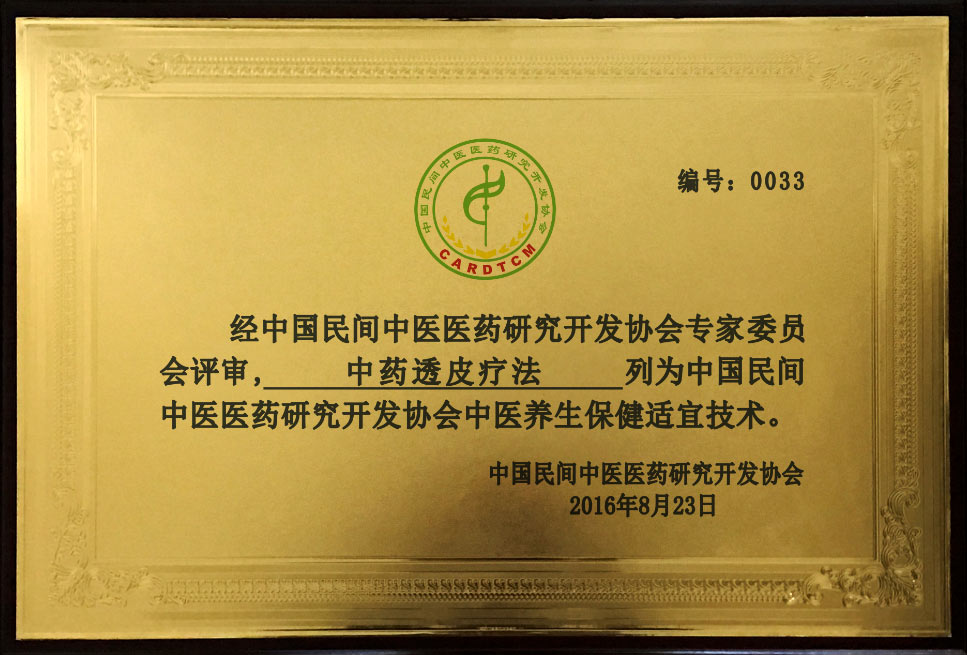 中国民间中医医药研究开发协会
CARDTCM
编号：0033
经中国民间中医医药研究开发协会专家委员
会评审,中药透皮疗法列为中国民间
中医医药研究开发协会中医养生保健适宜技术。
中国民间中医医药研究开发协会
2016年8月23日